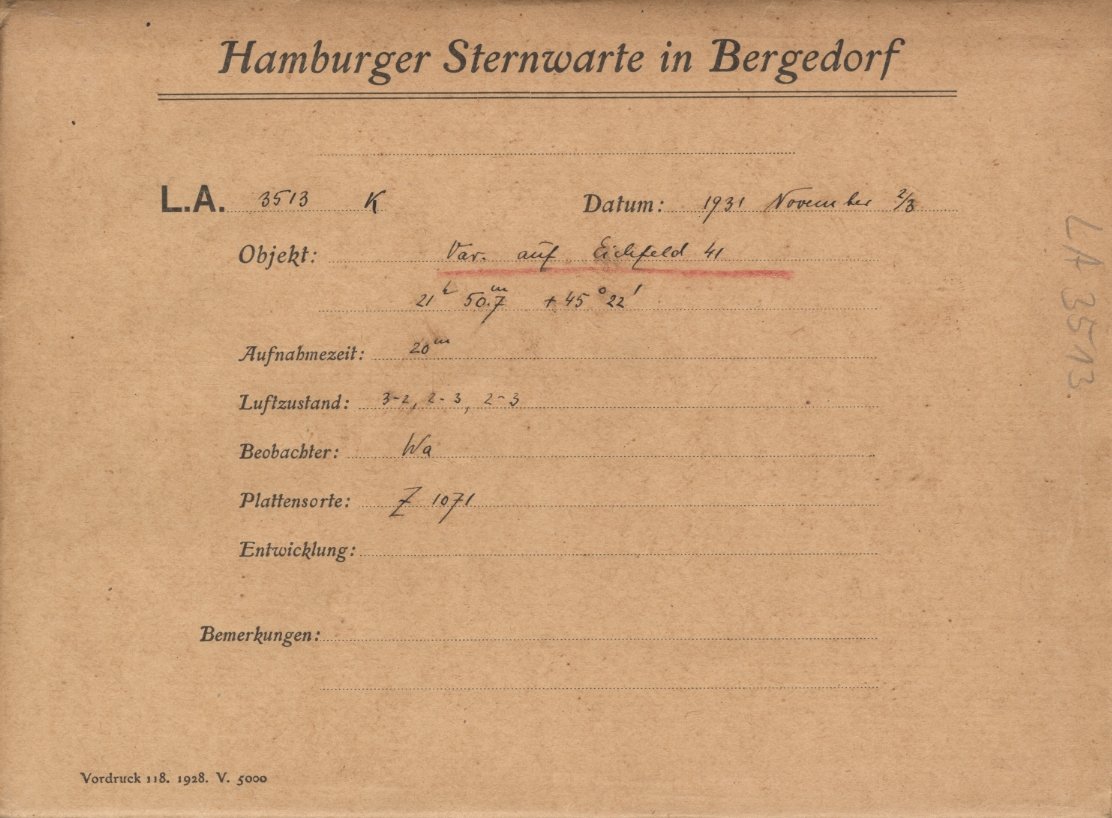 Hamburger Sternwarte in Bergedorf
L.A. 3513 K Datum: 1931 November 2/3
Objekt: Var. auf Eichfeld 41
21h 50.7m +45° 22'
Aufnahmezeit: 20m
Luftzustand: 3-2, 2-3, 2-3
Beobachter: Wa
Plattensorte: Z 1071
Entwicklung:
Bemerkungen:
Vordruck 118. 1928. V. 5000
LA 3513